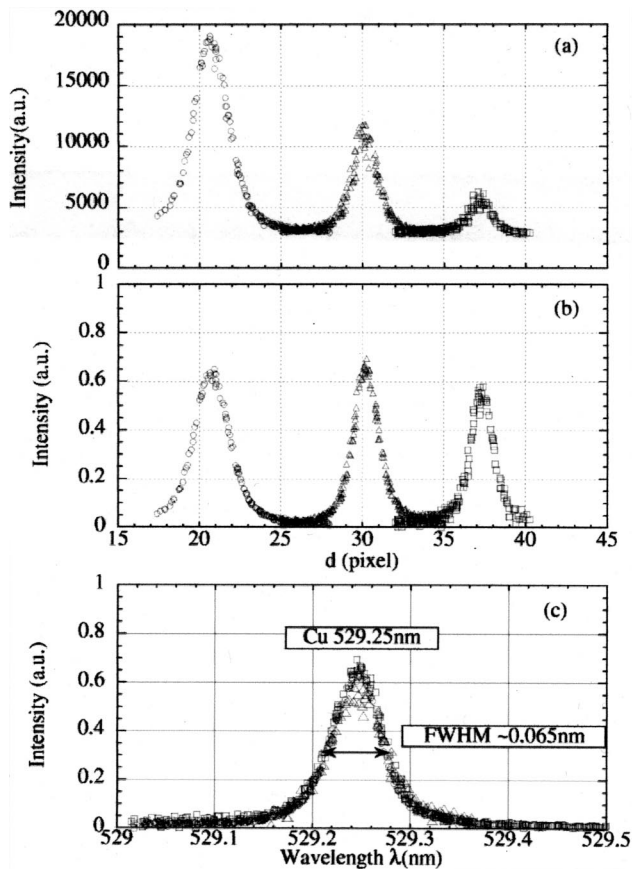 20000
(a)
15000
10000
5000
0
Intensity(a.u.)
1
(b)
0.8
0.6
0.4
0.2
0
Intensity (a.u.)
15 20 25 30 35 40 45
d (pixel)
1
(c)
0.8
Cu 529.25nm
0.6
0.4
FWHM ~0.065nm
0.2
0
Intensity (a.u.)
529 529.1 529.2 529.3 529.4 529.5
Wavelength λ(nm)